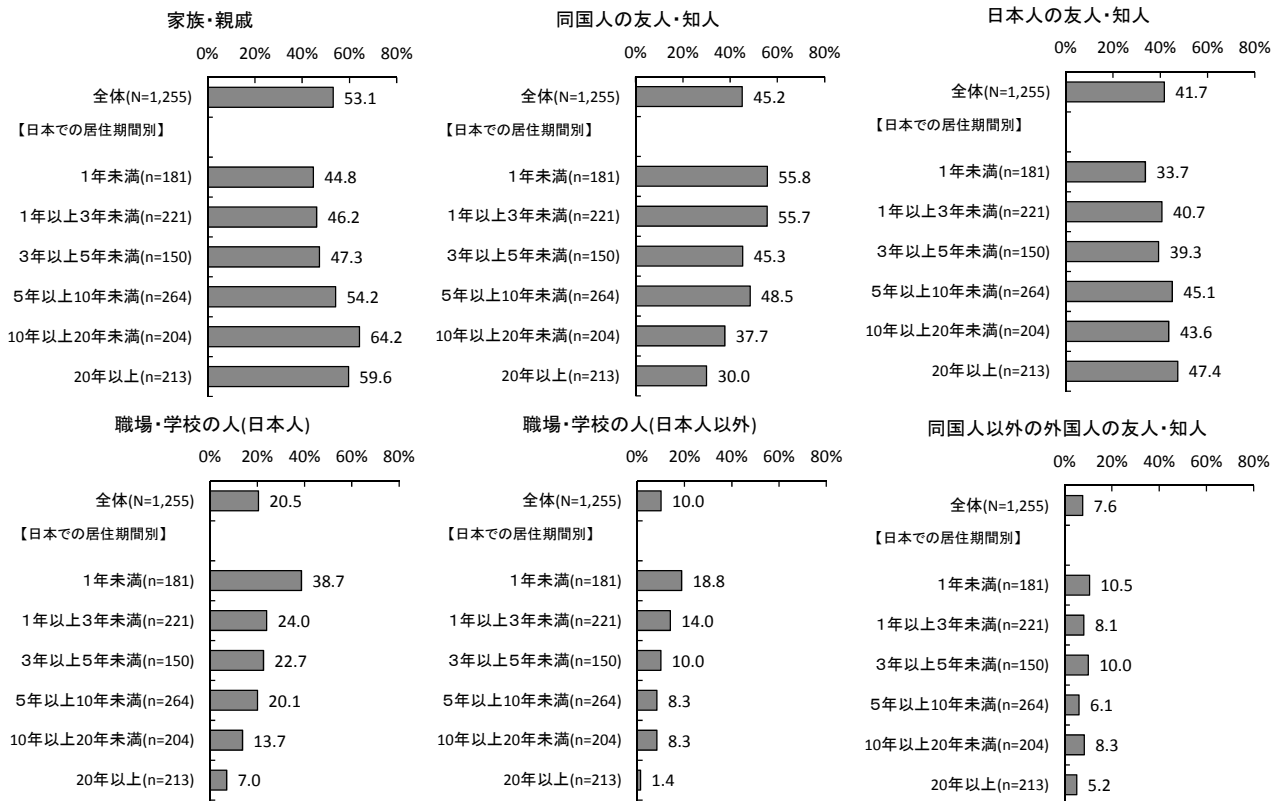 家族・親戚
0% 20% 40% 60% 80%
全体(N=1,255) 53.1
【日本での居住期間別】
1年未満(n=181) 44.8
1年以上3年未満(n=221) 46.2
3年以上5年未満(n=150) 47.3
5年以上10年未満(n=264) 54.2
10年以上20年未満(n=204) 64.2
20年以上(n=213) 59.6
同国人の友人・知人
0% 20% 40% 60% 80%
全体(N=1,255) 45.2
【日本での居住期間別】
1年未満(n=181) 55.8
1年以上3年未満(n=221) 55.7
3年以上5年未満(n=150) 45.3
5年以上10年未満(n=264) 48.5
10年以上20年未満(n=204) 37.7
20年以上(n=213) 30.0
日本人の友人・知人
0% 20% 40% 60% 80%
全体(N=1,255) 41.7
【日本での居住期間別】
1年未満(n=181) 33.7
1年以上3年未満(n=221) 40.7
3年以上5年未満(n=150) 39.3
5年以上10年未満(n=264) 45.1
10年以上20年未満(n=204) 43.6
20年以上(n=213) 47.4
職場・学校の人(日本人)
0% 20% 40% 60% 80%
全体(N=1,255) 20.5
【日本での居住期間別】
1年未満(n=181) 38.7
1年以上3年未満(n=221) 24.0
3年以上5年未満(n=150) 22.7
5年以上10年未満(n=264) 20.1
10年以上20年未満(n=204) 13.7
20年以上(n=213) 7.0
職場・学校の人(日本人以外)
0% 20% 40% 60% 80%
全体(N=1,255) 10.0
【日本での居住期間別】
1年未満(n=181) 18.8
1年以上3年未満(n=221) 14.0
3年以上5年未満(n=150) 10.0
5年以上10年未満(n=264) 8.3
10年以上20年未満(n=204) 8.3
20年以上(n=213) 1.4
同国人以外の外国人の友人・知人
0% 20% 40% 60% 80%
全体(N=1,255) 7.6
【日本での居住期間別】
1年未満(n=181) 10.5
1年以上3年未満(n=221) 8.1
3年以上5年未満(n=150) 10.0
5年以上10年未満(n=264) 6.1
10年以上20年未満(n=204) 8.3
20年以上(n=213) 5.2